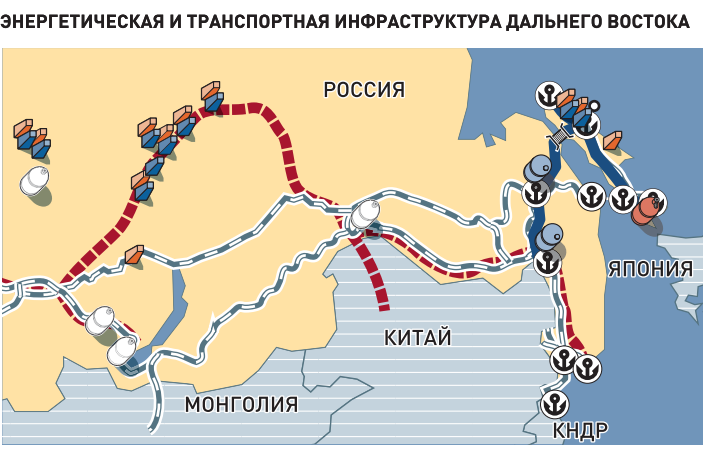 ЭНЕРГЕТИЧЕСКАЯ И ТРАНСПОРТНАЯ ИНФРАСТРУКТУРА ДАЛЬНЕГО ВОСТОКА
РОССИЯ
ЯПОНИЯ
КИТАЙ
МОНГОЛИЯ
КНДР